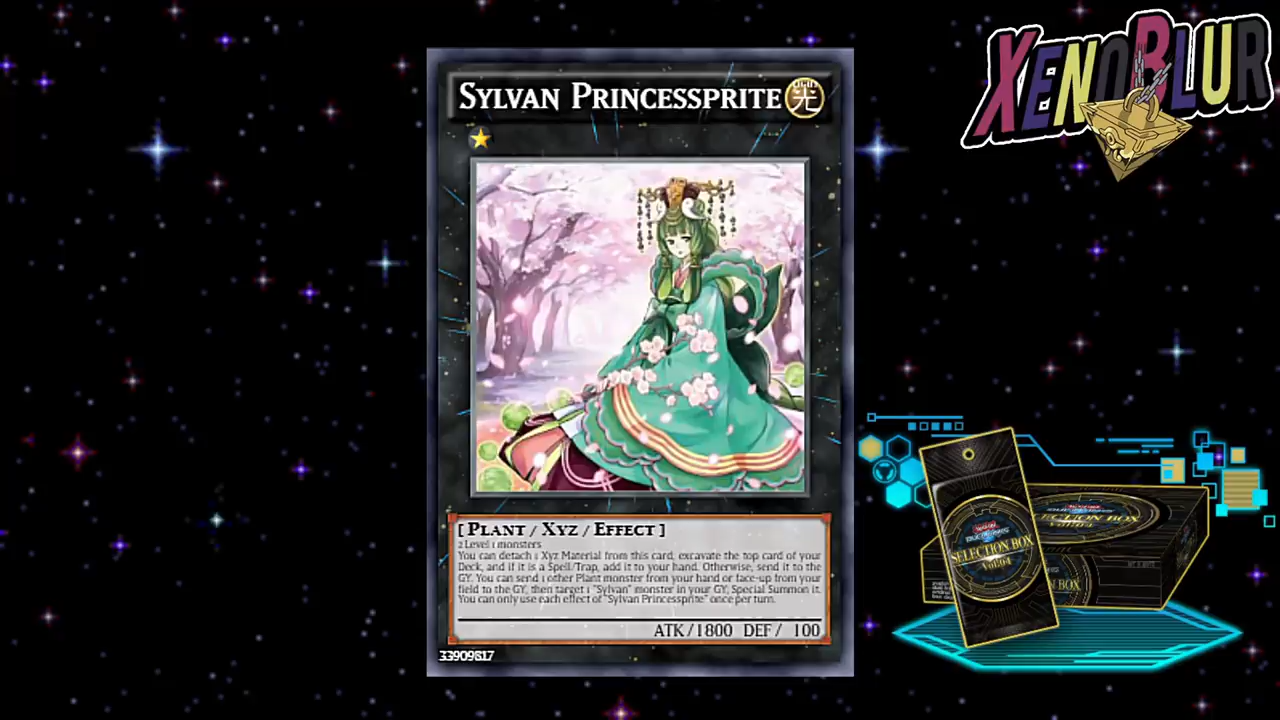 XENOBLUR
SYLVAN PRINCESSPRITE 光
[ PLANT / XYZ / EFFECT ]
2 Level 1 monsters
You can detach 1 Xyz Material from this card, excavate the top card of your
Deck, and if it is a Spell/Trap, add it to your hand. Otherwise, send it to the
GY. You can send 1 other Plant monster from your hand or face-up from your
field to the GY, then target 1 "Sylvan" monster in your GY, Special Summon it.
You can only use each effect of "Sylvan Princessprite" once per turn.
ATK/1800 DEF/ 100
33909817
SELECTION BOX
Vol.04